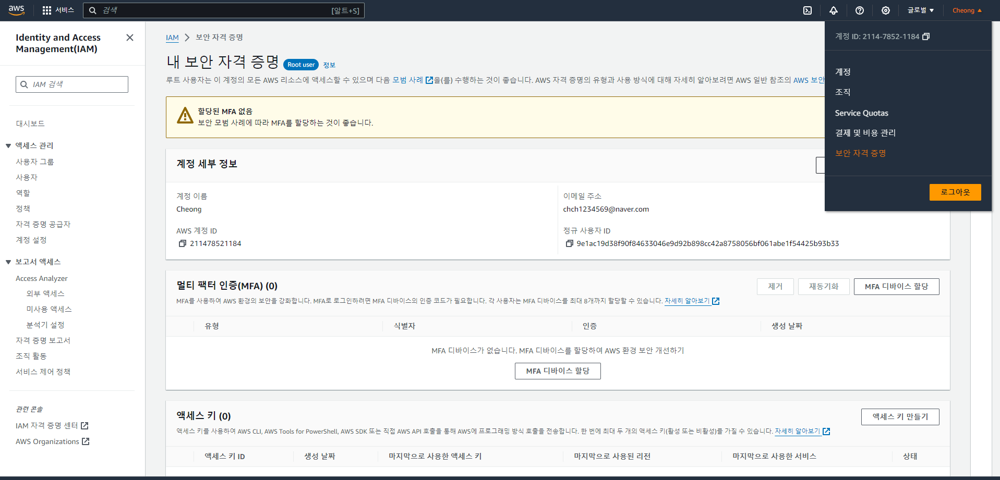 aws
서비스
검색
[알트+S]
글로벌 ▼
Cheong ▲
Identity and Access
Management(IAM)
IAM 검색
대시보드
▼ 액세스 관리
사용자 그룹
사용자
역할
정책
자격 증명 공급자
계정 설정
▼ 보고서 액세스
Access Analyzer
외부 액세스
미사용 액세스
분석기 설정
자격 증명 보고서
조직 활동
서비스 제어 정책
관련 콘솔
IAM 자격 증명 센터
AWS Organizations
IAM > 보안 자격 증명
내 보안 자격 증명 Root user 정보
루트 사용자는 이 계정의 모든 AWS 리소스에 액세스할 수 있으며 다음 모범 사례을(를) 수행하는 것이 좋습니다. AWS 자격 증명의 유형과 사용 방식에 대해 자세히 알아보려면 AWS 일반 참조의 AWS 보안
할당된 MFA 없음
보안 모범 사례에 따라 MFA를 할당하는 것이 좋습니다.
계정 세부 정보
계정 이름
Cheong
이메일 주소
chch1234569@naver.com
AWS 계정 ID
211478521184
정규 사용자 ID
9e1ac19d38f90f84633046e9d92b898cc42a8758056bf061abe1f54425b93b33
멀티 팩터 인증(MFA) (0)
제거
재동기화
MFA 디바이스 할당
MFA를 사용하여 AWS 환경의 보안을 강화합니다. MFA로 로그인하려면 MFA 디바이스의 인증 코드가 필요합니다. 각 사용자는 MFA 디바이스를 최대 8개까지 할당할 수 있습니다. 자세히 알아보기
유형
식별자
인증
생성 날짜
MFA 디바이스가 없습니다. MFA 디바이스를 할당하여 AWS 환경 보안 개선하기
MFA 디바이스 할당
액세스 키 (0)
액세스 키 만들기
액세스 키를 사용하여 AWS CLI, AWS Tools for PowerShell, AWS SDK 또는 직접 AWS API 호출을 통해 AWS에 프로그래밍 방식 호출을 전송합니다. 한 번에 최대 두 개의 액세스 키(활성 또는 비활성)를 가질 수 있습니다. 자세히 알아보기
액세스 키 ID
생성 날짜
마지막으로 사용한 액세스 키
마지막으로 사용된 리전
마지막으로 사용한 서비스
상태
계정 ID: 2114-7852-1184
계정
조직
Service Quotas
결제 및 비용 관리
보안 자격 증명
로그아웃